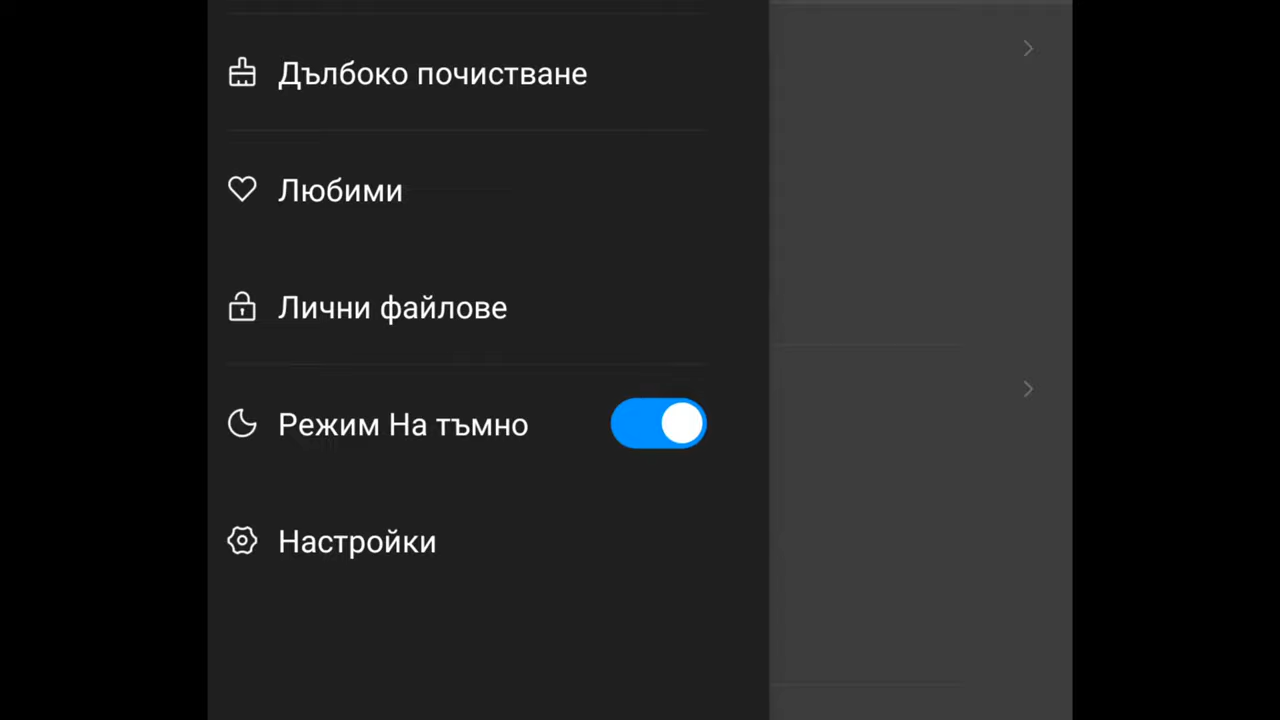 Дълбоко почистване
Любими
Лични файлове
Режим На тъмно
Настройки